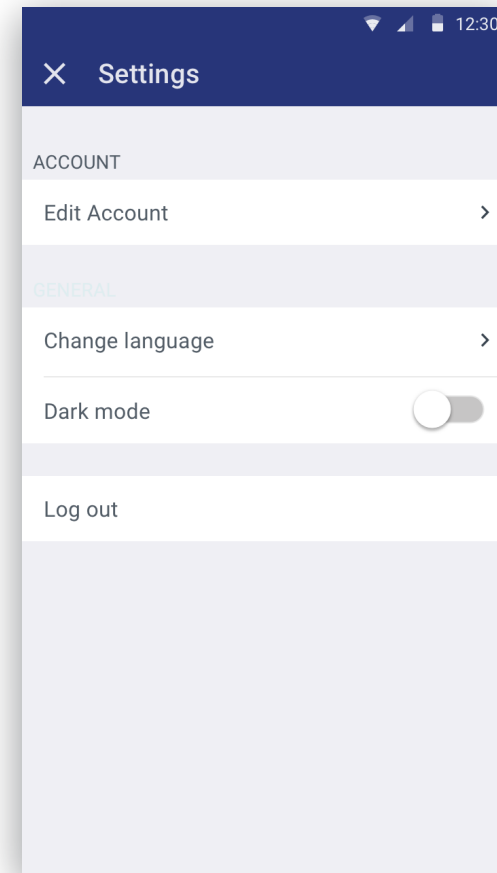 12:30
Settings
ACCOUNT
Edit Account
GENERAL
Change language
Dark mode
Log out